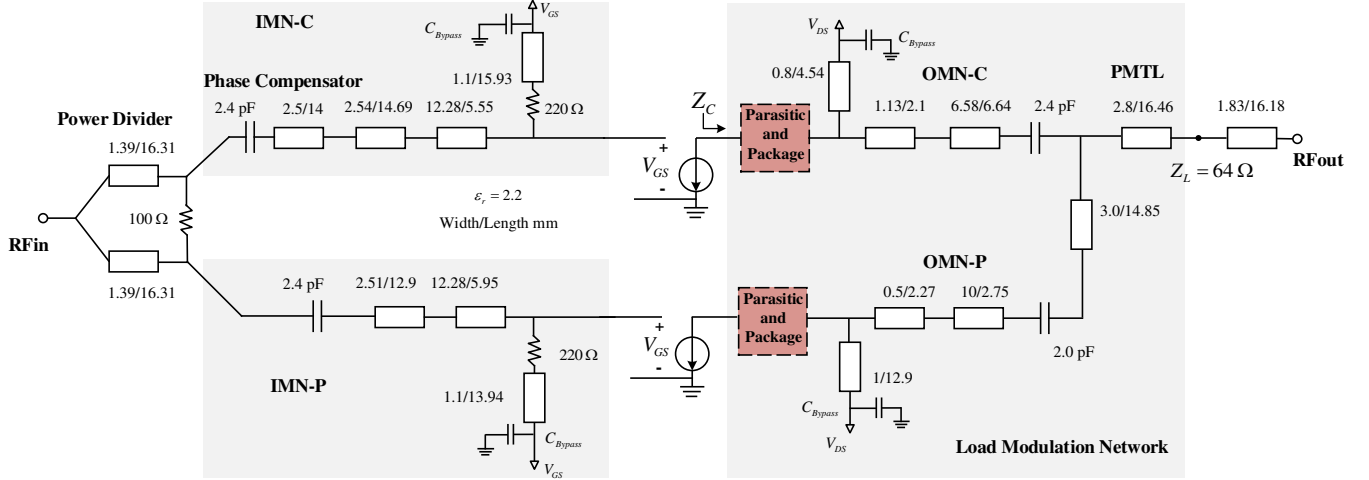 IMN-C
V_GS
C_Bypass
1.1/15.93
220 Ω
Phase Compensator
2.4 pF
2.5/14
2.54/14.69
12.28/5.55
Power Divider
1.39/16.31
100 Ω
RFin
1.39/16.31
ε_r = 2.2
Width/Length mm
+
V_GS
-
Z_C
Parasitic
and
Package
V_DS
C_Bypass
0.8/4.54
OMN-C
1.13/2.1
6.58/6.64
2.4 pF
PMTL
2.8/16.46
1.83/16.18
RFout
Z_L = 64 Ω
3.0/14.85
2.4 pF
2.51/12.9
12.28/5.95
220 Ω
IMN-P
1.1/13.94
C_Bypass
V_GS
+
V_GS
-
Parasitic
and
Package
OMN-P
0.5/2.27
10/2.75
2.0 pF
1/12.9
C_Bypass
V_DS
Load Modulation Network